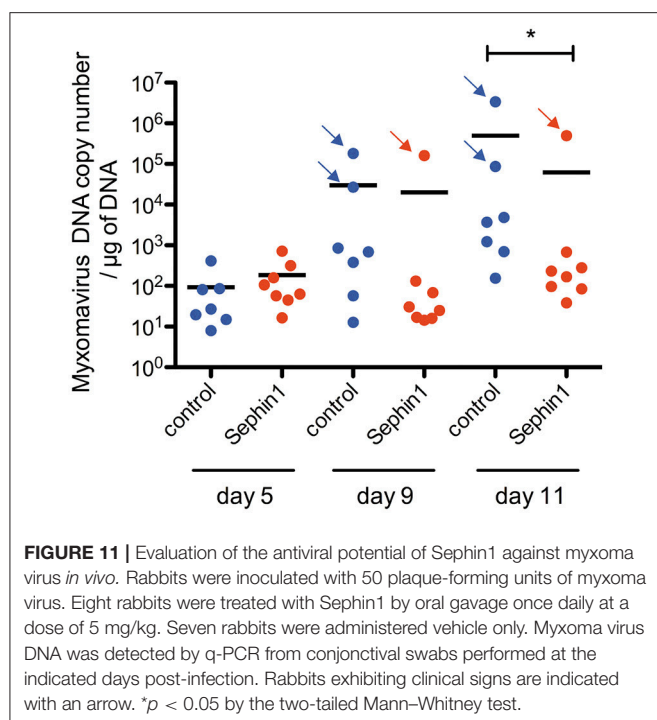 *
10⁷
10⁶
10⁵
10⁴
10³
10²
10¹
10⁰
Myxomavirus DNA copy number
/ µg of DNA
control
Sephin1
control
Sephin1
control
Sephin1
day 5
day 9
day 11
FIGURE 11 | Evaluation of the antiviral potential of Sephin1 against myxoma
virus in vivo. Rabbits were inoculated with 50 plaque-forming units of myxoma
virus. Eight rabbits were treated with Sephin1 by oral gavage once daily at a
dose of 5 mg/kg. Seven rabbits were administered vehicle only. Myxoma virus
DNA was detected by q-PCR from conjonctival swabs performed at the
indicated days post-infection. Rabbits exhibiting clinical signs are indicated
with an arrow. *p < 0.05 by the two-tailed Mann–Whitney test.